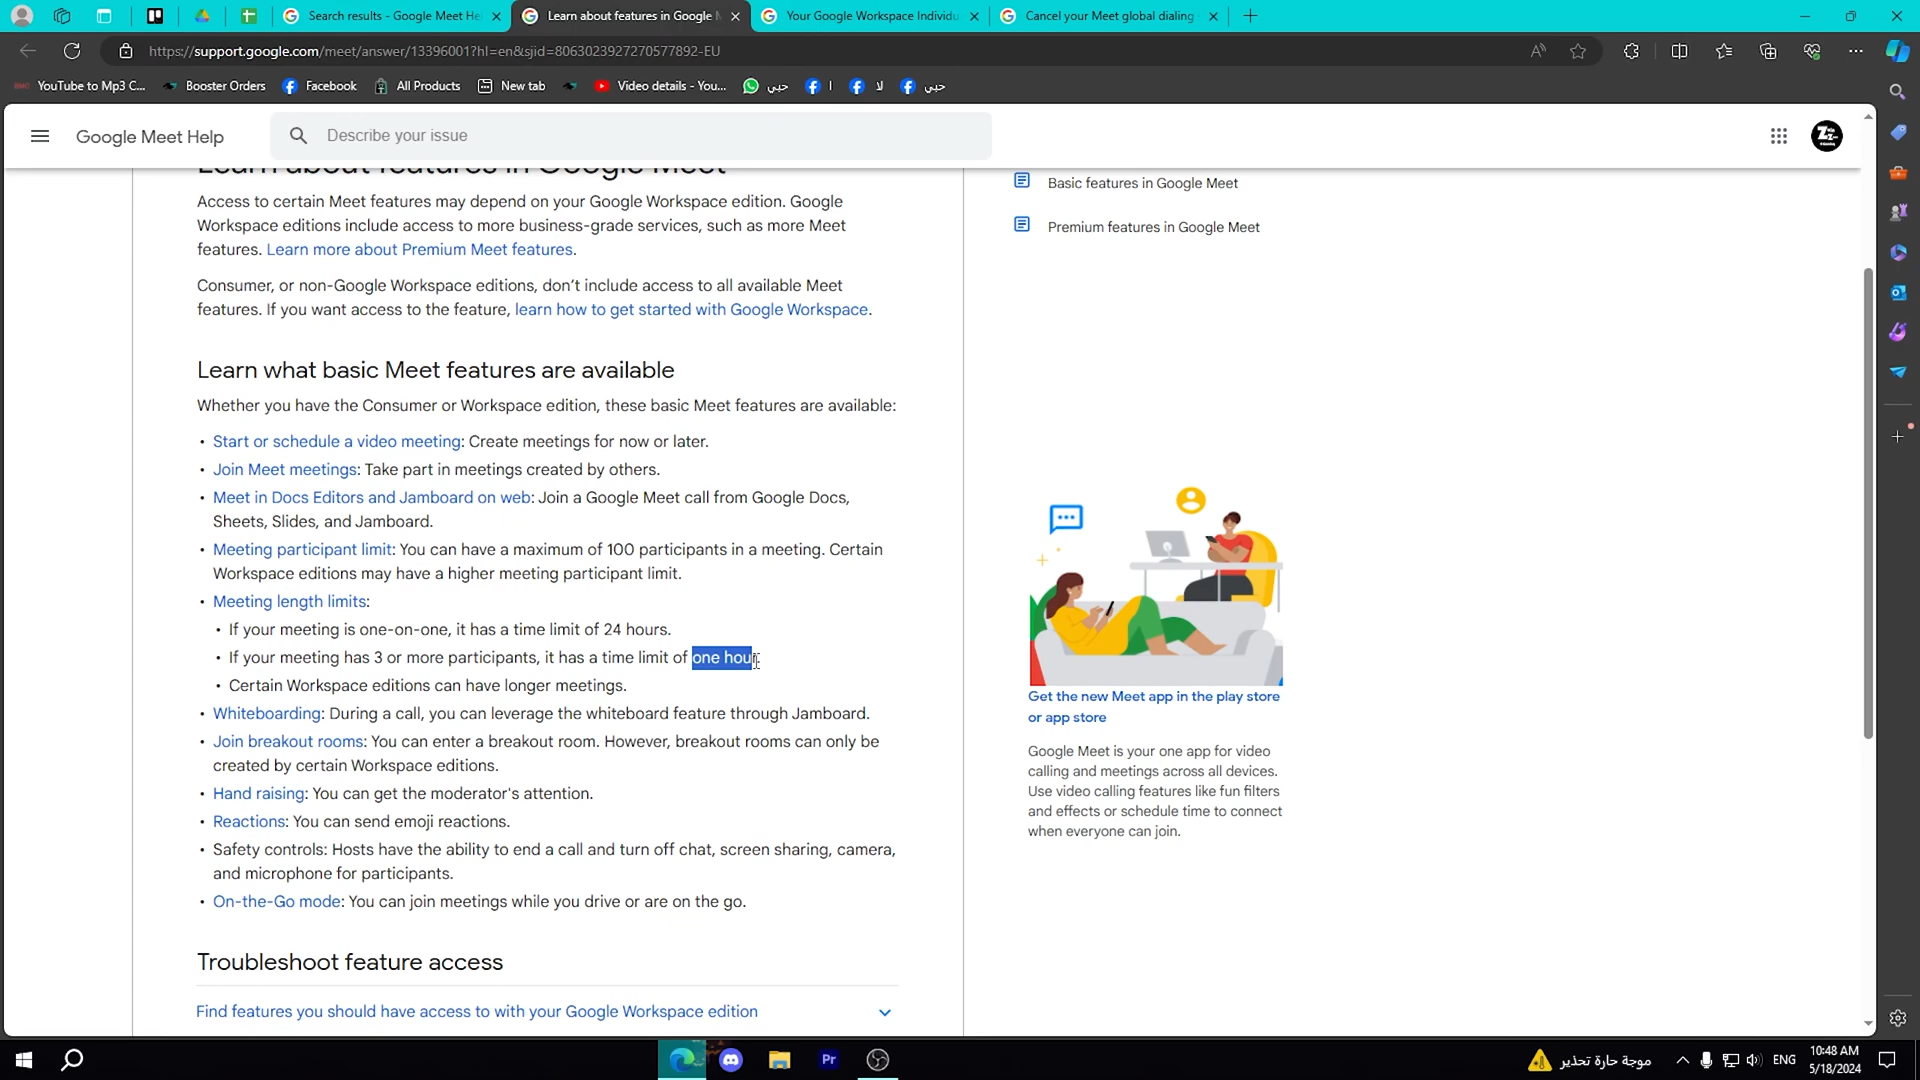 Search results - Google Meet Hel
Learn about features in Google M
Your Google Workspace Individu
Cancel your Meet global dialing
https://support.google.com/meet/answer/13396001?hl=en&sjid=8063023927270577892-EU
YouTube to Mp3 C...
Booster Orders
Facebook
All Products
New tab
Video details - You...
حبي
ا
لا
حبي
Google Meet Help
Describe your issue
Learn about features in Google Meet
Access to certain Meet features may depend on your Google Workspace edition. Google
Workspace editions include access to more business-grade services, such as more Meet
features. Learn more about Premium Meet features.
Consumer, or non-Google Workspace editions, don't include access to all available Meet
features. If you want access to the feature, learn how to get started with Google Workspace.
Learn what basic Meet features are available
Whether you have the Consumer or Workspace edition, these basic Meet features are available:
• Start or schedule a video meeting: Create meetings for now or later.
• Join Meet meetings: Take part in meetings created by others.
• Meet in Docs Editors and Jamboard on web: Join a Google Meet call from Google Docs,
Sheets, Slides, and Jamboard.
• Meeting participant limit: You can have a maximum of 100 participants in a meeting. Certain
Workspace editions may have a higher meeting participant limit.
• Meeting length limits:
• If your meeting is one-on-one, it has a time limit of 24 hours.
• If your meeting has 3 or more participants, it has a time limit of one hour.
• Certain Workspace editions can have longer meetings.
• Whiteboarding: During a call, you can leverage the whiteboard feature through Jamboard.
• Join breakout rooms: You can enter a breakout room. However, breakout rooms can only be
created by certain Workspace editions.
• Hand raising: You can get the moderator's attention.
• Reactions: You can send emoji reactions.
• Safety controls: Hosts have the ability to end a call and turn off chat, screen sharing, camera,
and microphone for participants.
• On-the-Go mode: You can join meetings while you drive or are on the go.
Troubleshoot feature access
Find features you should have access to with your Google Workspace edition
Basic features in Google Meet
Premium features in Google Meet
Get the new Meet app in the play store
or app store
Google Meet is your one app for video
calling and meetings across all devices.
Use video calling features like fun filters
and effects or schedule time to connect
when everyone can join.
Pr
موجة حارة تحذير
ENG
10:48 AM
5/18/2024